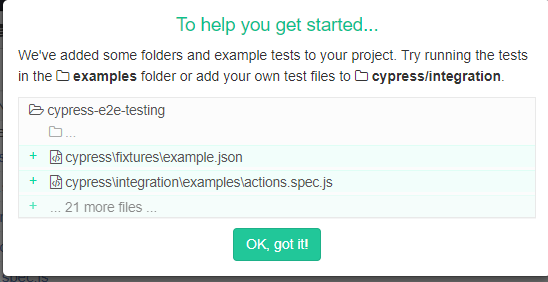 To help you get started...
We've added some folders and example tests to your project. Try running the tests
in the examples folder or add your own test files to cypress/integration.
cypress-e2e-testing
...
+ cypress\fixtures\example.json
+ cypress\integration\examples\actions.spec.js
+ ... 21 more files ...
OK, got it!
spec.js